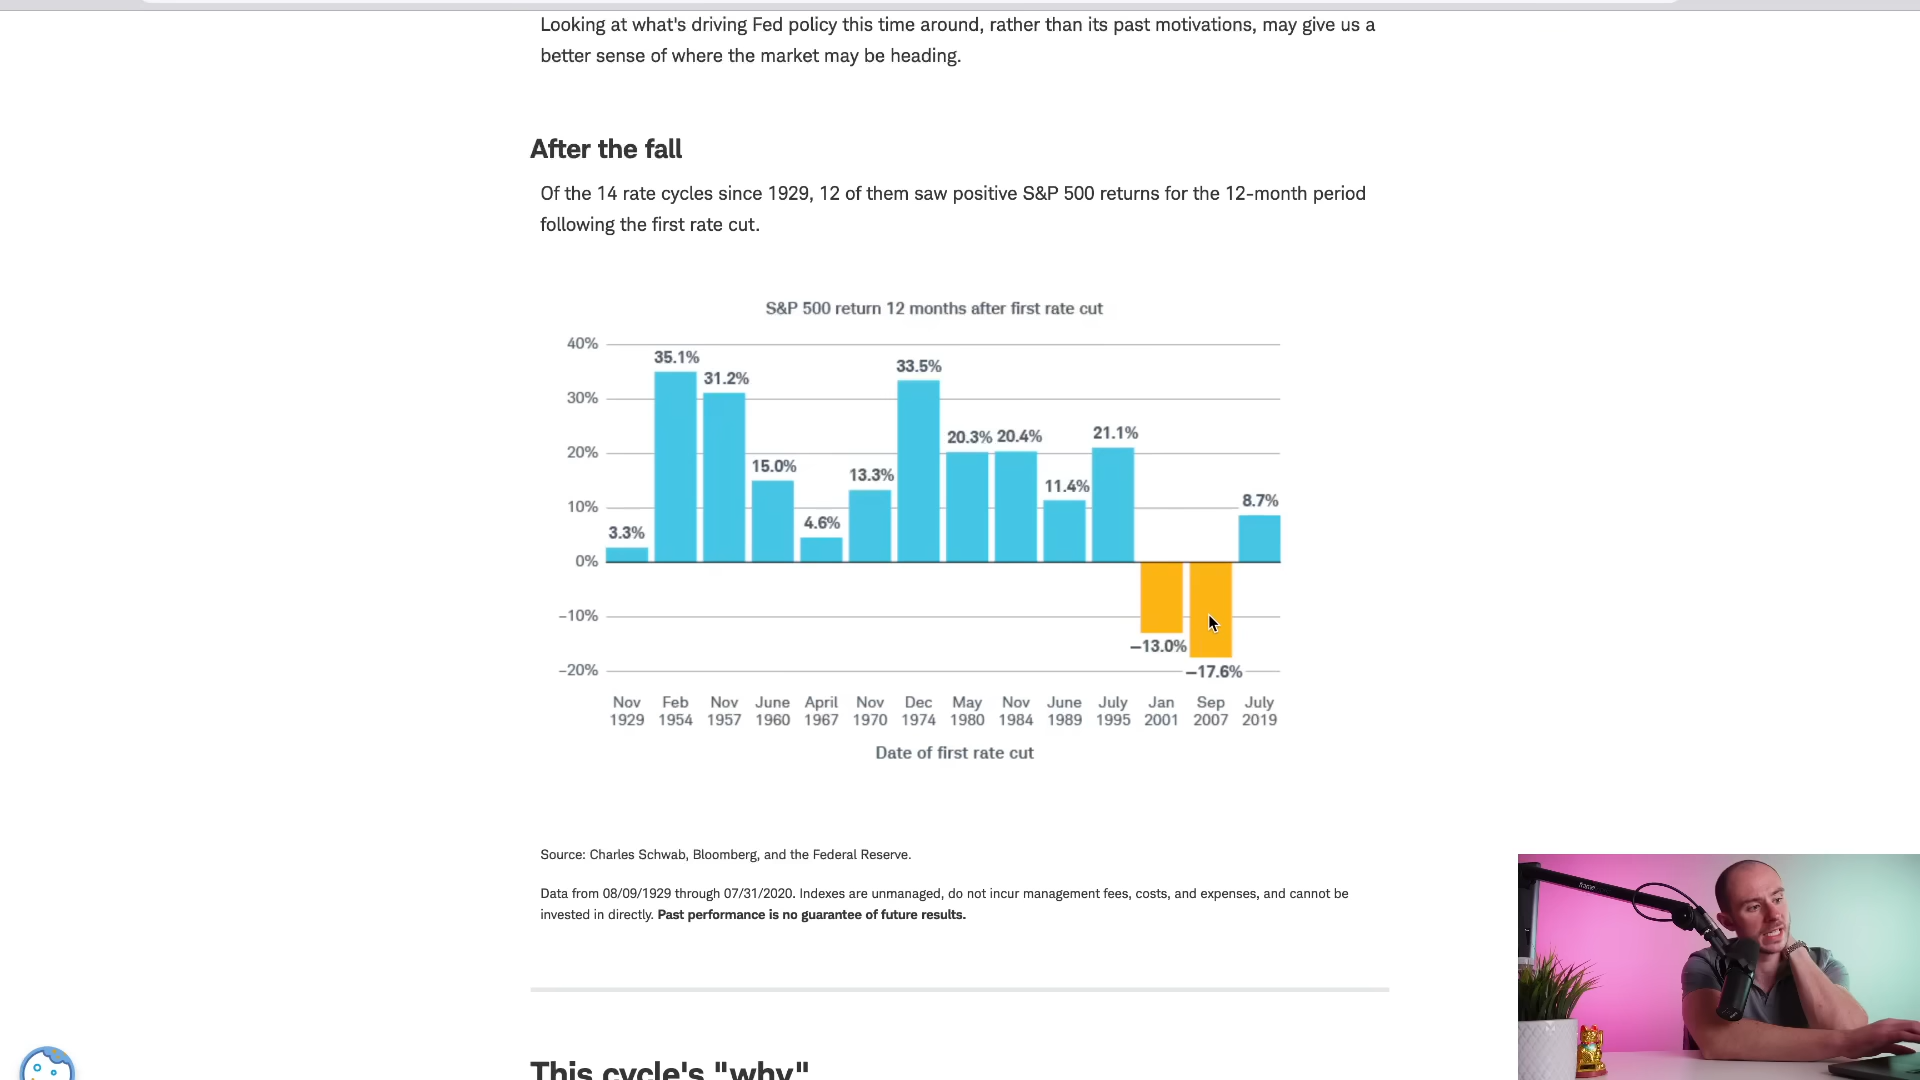 Looking at what's driving Fed policy this time around, rather than its past motivations, may give us a
better sense of where the market may be heading.
After the fall
Of the 14 rate cycles since 1929, 12 of them saw positive S&P 500 returns for the 12-month period
following the first rate cut.
S&P 500 return 12 months after first rate cut
40%
30%
20%
10%
0%
–10%
–20%
3.3%
35.1%
31.2%
15.0%
4.6%
13.3%
33.5%
20.3%
20.4%
11.4%
21.1%
–13.0%
–17.6%
8.7%
Nov Feb Nov June April Nov Dec May Nov June July Jan Sep July
1929 1954 1957 1960 1967 1970 1974 1980 1984 1989 1995 2001 2007 2019
Date of first rate cut
Source: Charles Schwab, Bloomberg, and the Federal Reserve.
Data from 08/09/1929 through 07/31/2020. Indexes are unmanaged, do not incur management fees, costs, and expenses, and cannot be
invested in directly. Past performance is no guarantee of future results.
This cycle's "why"